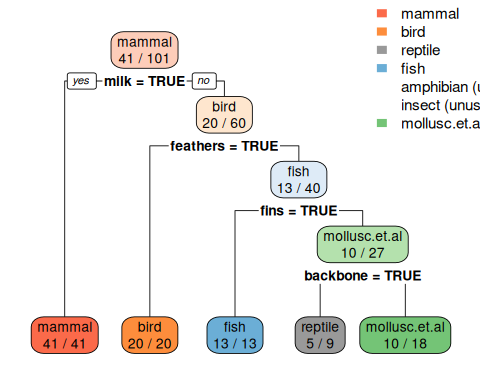 mammal
41 / 101
yes
milk = TRUE
no
bird
20 / 60
feathers = TRUE
fish
13 / 40
fins = TRUE
mollusc.et.al
10 / 27
backbone = TRUE
mammal
41 / 41
bird
20 / 20
fish
13 / 13
reptile
5 / 9
mollusc.et.al
10 / 18
mammal
bird
reptile
fish
amphibian (u
insect (unus
mollusc.et.a